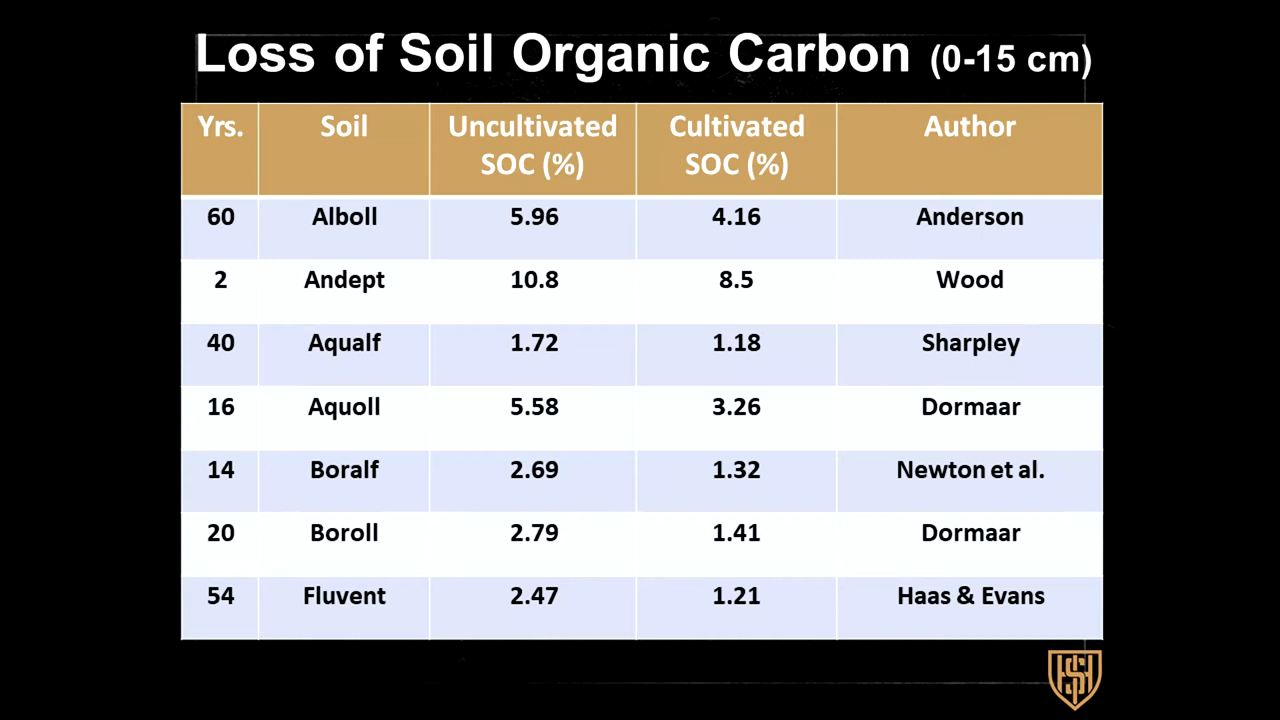 Loss of Soil Organic Carbon (0-15 cm)
Yrs. Soil Uncultivated SOC (%) Cultivated SOC (%) Author
60 Alboll 5.96 4.16 Anderson
2 Andept 10.8 8.5 Wood
40 Aqualf 1.72 1.18 Sharpley
16 Aquoll 5.58 3.26 Dormaar
14 Boralf 2.69 1.32 Newton et al.
20 Boroll 2.79 1.41 Dormaar
54 Fluvent 2.47 1.21 Haas & Evans